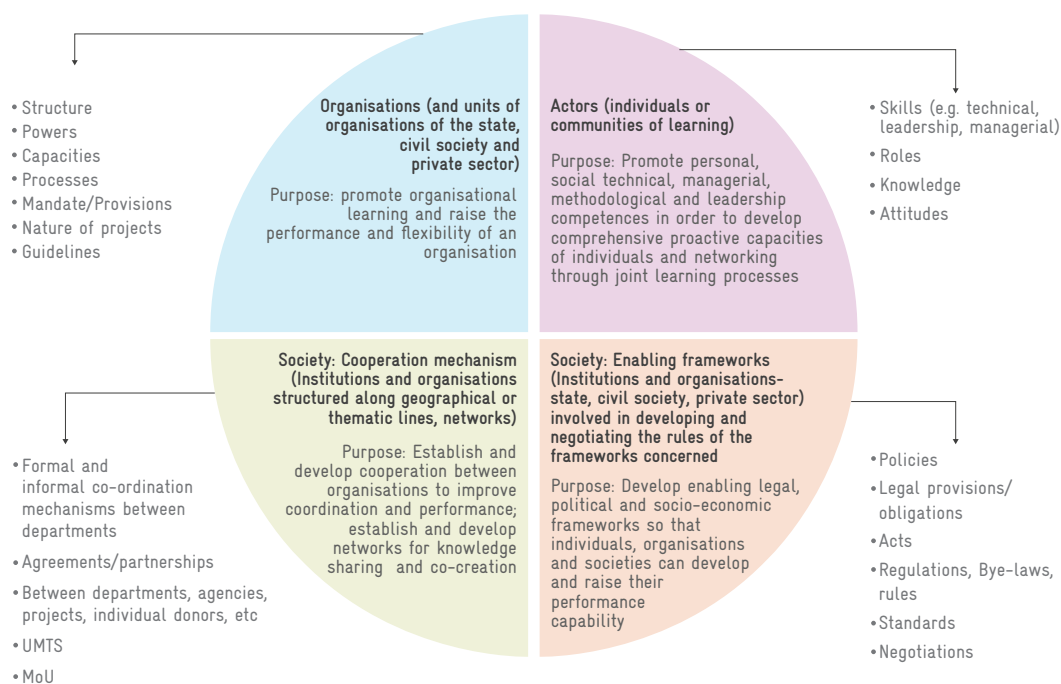 Organisations (and units of
organisations of the state,
civil society and
private sector)
Purpose: promote organisational
learning and raise the
performance and flexibility of an
organisation
• Structure
• Powers
• Capacities
• Processes
• Mandate/Provisions
• Nature of projects
• Guidelines
Actors (individuals or
communities of learning)
Purpose: Promote personal,
social technical, managerial,
methodological and leadership
competences in order to develop
comprehensive proactive capacities
of individuals and networking
through joint learning processes
• Skills (e.g. technical,
leadership, managerial)
• Roles
• Knowledge
• Attitudes
Society: Cooperation mechanism
(Institutions and organisations
structured along geographical or
thematic lines, networks)
Purpose: Establish and
develop cooperation between
organisations to improve
coordination and performance;
establish and develop
networks for knowledge
sharing and co-creation
• Formal and
informal co-ordination
mechanisms between
departments
• Agreements/partnerships
• Between departments, agencies,
projects, individual donors, etc
• UMTS
• MoU
Society: Enabling frameworks
(Institutions and organisations-
state, civil society, private sector)
involved in developing and
negotiating the rules of the
frameworks concerned
Purpose: Develop enabling legal,
political and socio-economic
frameworks so that
individuals, organisations
and societies can develop
and raise their
performance
capability
• Policies
• Legal provisions/
obligations
• Acts
• Regulations, Bye-laws,
rules
• Standards
• Negotiations